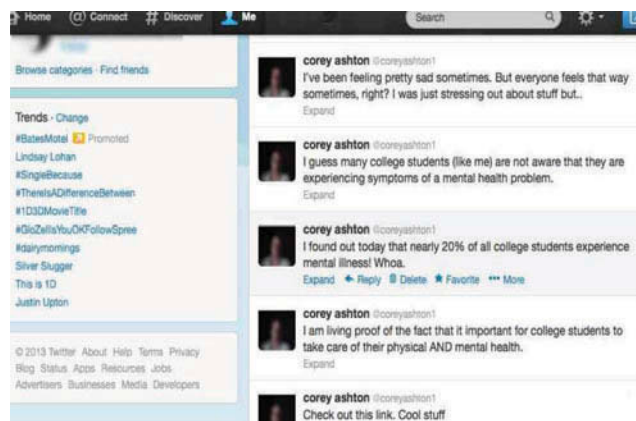 Home @ Connect # Discover Me Search
Browse categories · Find friends
Trends · Change
#BatesMotel Promoted
Lindsay Lohan
#SingleBecause
#ThereIsADifferenceBetween
#1D3DMovieTitle
#GloZellIsYouOKFollowSpree
#dairymornings
Silver Slugger
This is 1D
Justin Upton
© 2013 Twitter About Help Terms Privacy
Blog Status Apps Resources Jobs
Advertisers Businesses Media Developers
corey ashton @coreyashton1
I've been feeling pretty sad sometimes. But everyone feels that way
sometimes, right? I was just stressing out about stuff but..
Expand
corey ashton @coreyashton1
I guess many college students (like me) are not aware that they are
experiencing symptoms of a mental health problem.
Expand
corey ashton @coreyashton1
I found out today that nearly 20% of all college students experience
mental illness! Whoa.
Expand Reply Delete Favorite More
corey ashton @coreyashton1
I am living proof of the fact that it important for college students to
take care of their physical AND mental health.
Expand
corey ashton @coreyashton1
Check out this link. Cool stuff